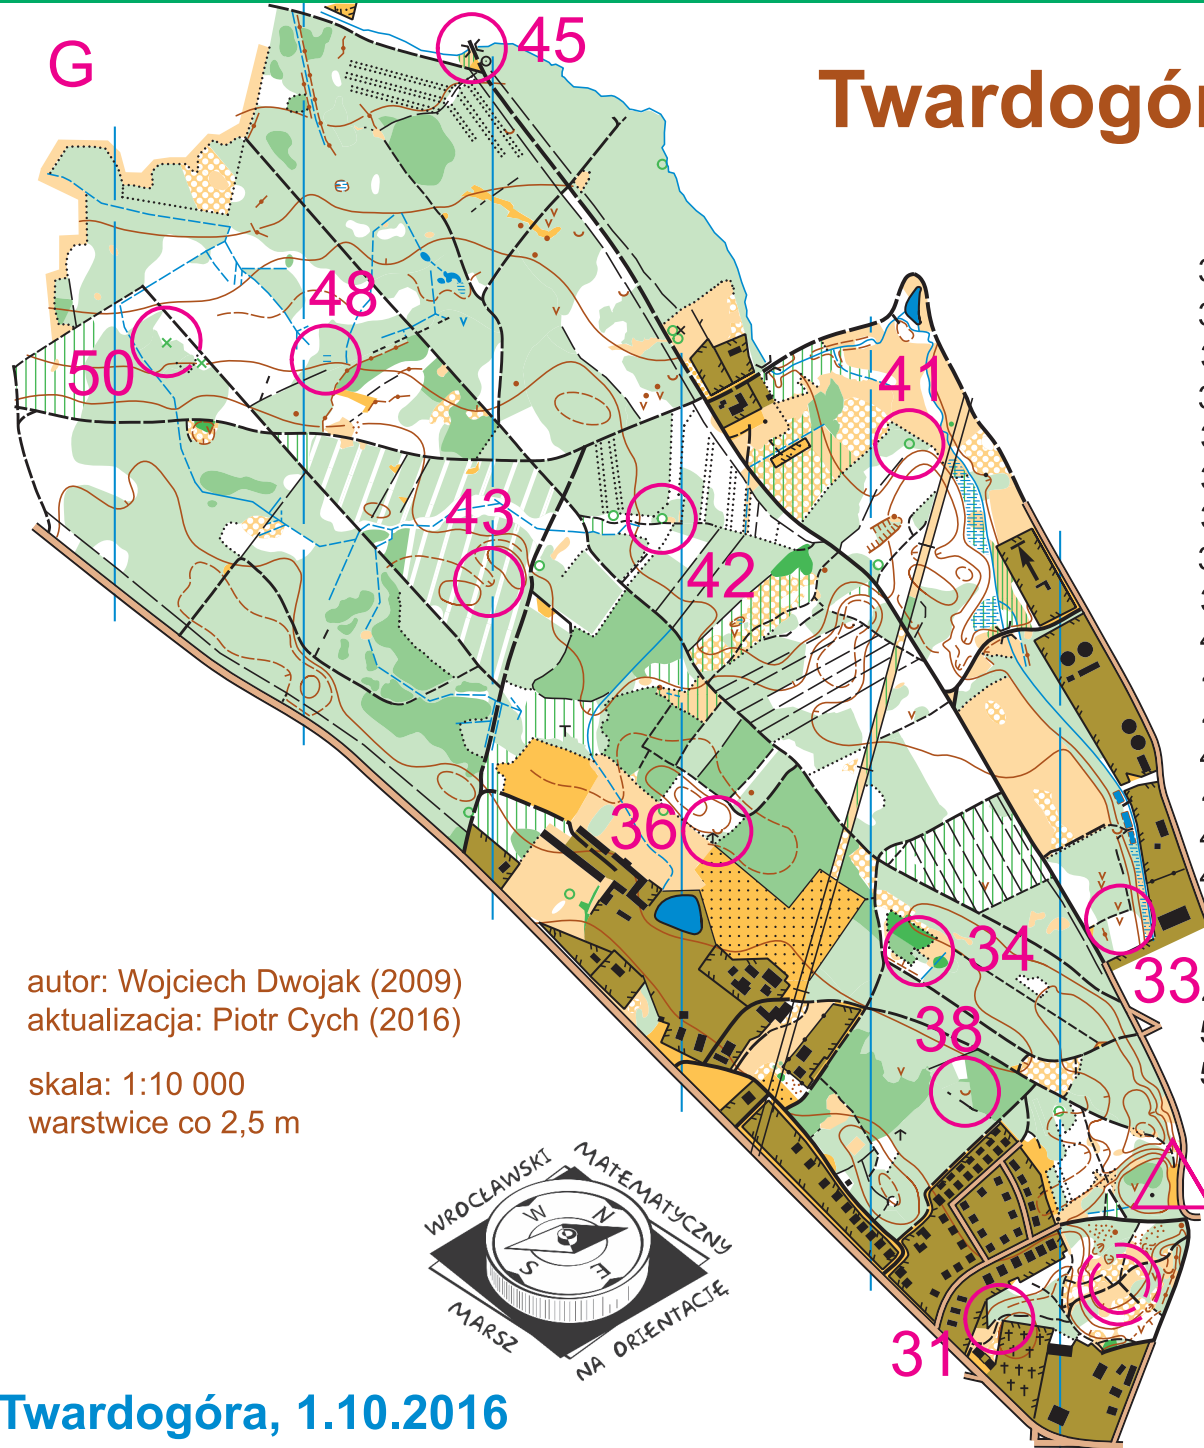 G
45
Twardogór
48
50
41
43
42
36
34
33
38
31
autor: Wojciech Dwojak (2009)
aktualizacja: Piotr Cych (2016)
skala: 1:10 000
warstwice co 2,5 m
WROCŁAWSKI
MATEMATYCZNY
W
N
S
E
MARSZ
NA ORIENTACJĘ
Twardogóra, 1.10.2016